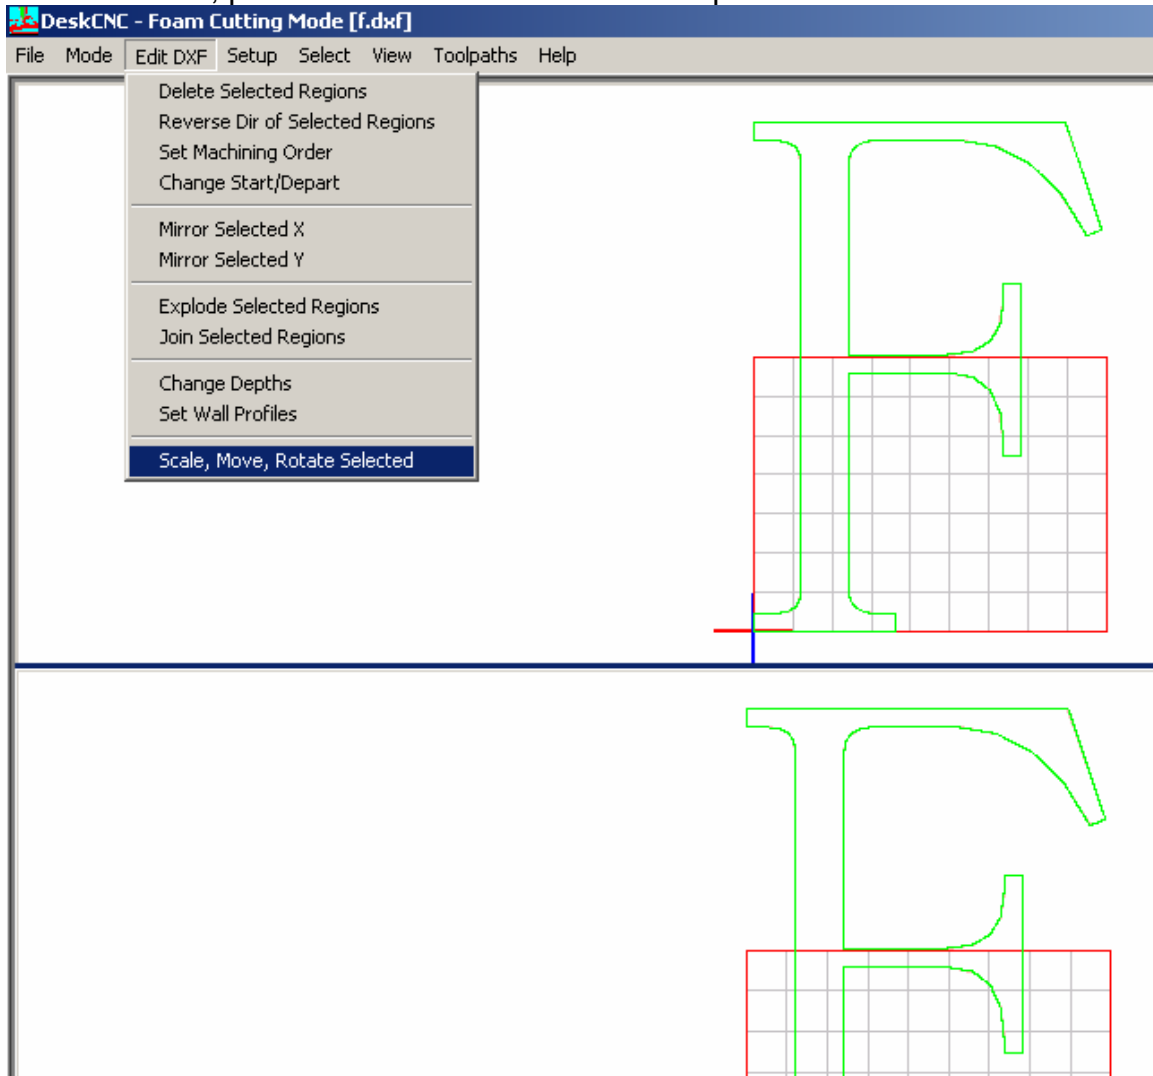 DeskCNC - Foam Cutting Mode [f.dxf]
File Mode Edit DXF Setup Select View Toolpaths Help
Delete Selected Regions
Reverse Dir of Selected Regions
Set Machining Order
Change Start/Depart
Mirror Selected X
Mirror Selected Y
Explode Selected Regions
Join Selected Regions
Change Depths
Set Wall Profiles
Scale, Move, Rotate Selected